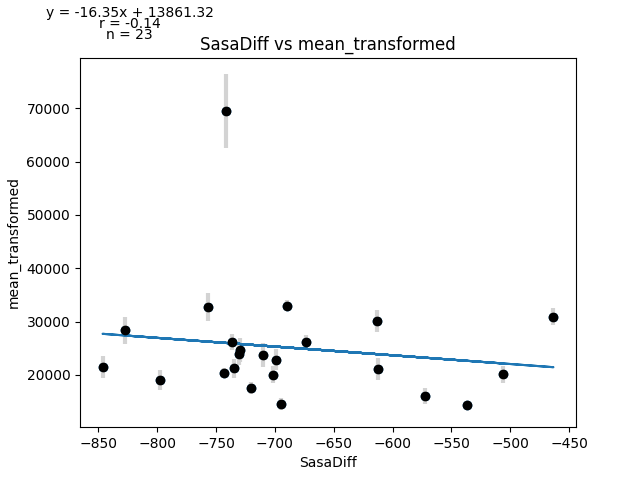 y = -16.35x + 13861.32
r = -0.14
n = 23
SasaDiff vs mean_transformed
70000
60000
50000
40000
30000
20000
mean_transformed
−850 −800 −750 −700 −650 −600 −550 −500 −450
SasaDiff